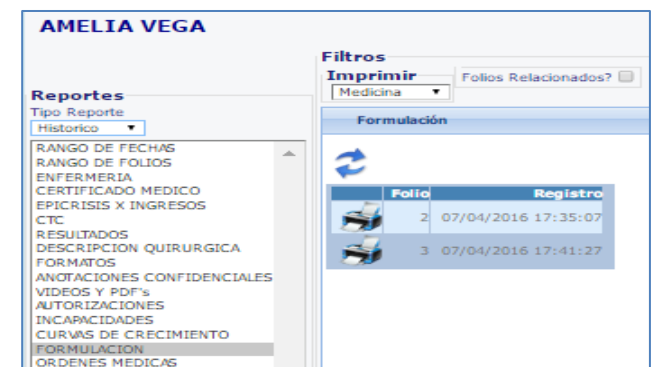 AMELIA VEGA
Filtros
Imprimir
Folios Relacionados?
Medicina
Reportes
Tipo Reporte
Historico
Formulación
RANGO DE FECHAS
RANGO DE FOLIOS
ENFERMERIA
CERTIFICADO MEDICO
EPICRISIS X INGRESOS
CTC
RESULTADOS
DESCRIPCION QUIRURGICA
FORMATOS
ANOTACIONES CONFIDENCIALES
VIDEOS Y PDF's
AUTORIZACIONES
INCAPACIDADES
CURVAS DE CRECIMIENTO
FORMULACION
ORDENES MEDICAS
Folio Registro
2 07/04/2016 17:35:07
3 07/04/2016 17:41:27